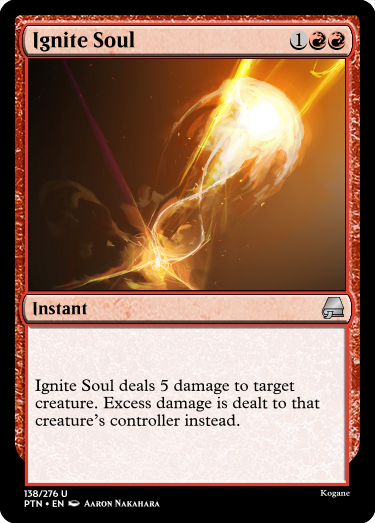 Ignite Soul 1
Instant
Ignite Soul deals 5 damage to target
creature. Excess damage is dealt to that
creature's controller instead.
138/276 U Kogane
PTN • EN Aaron Nakahara